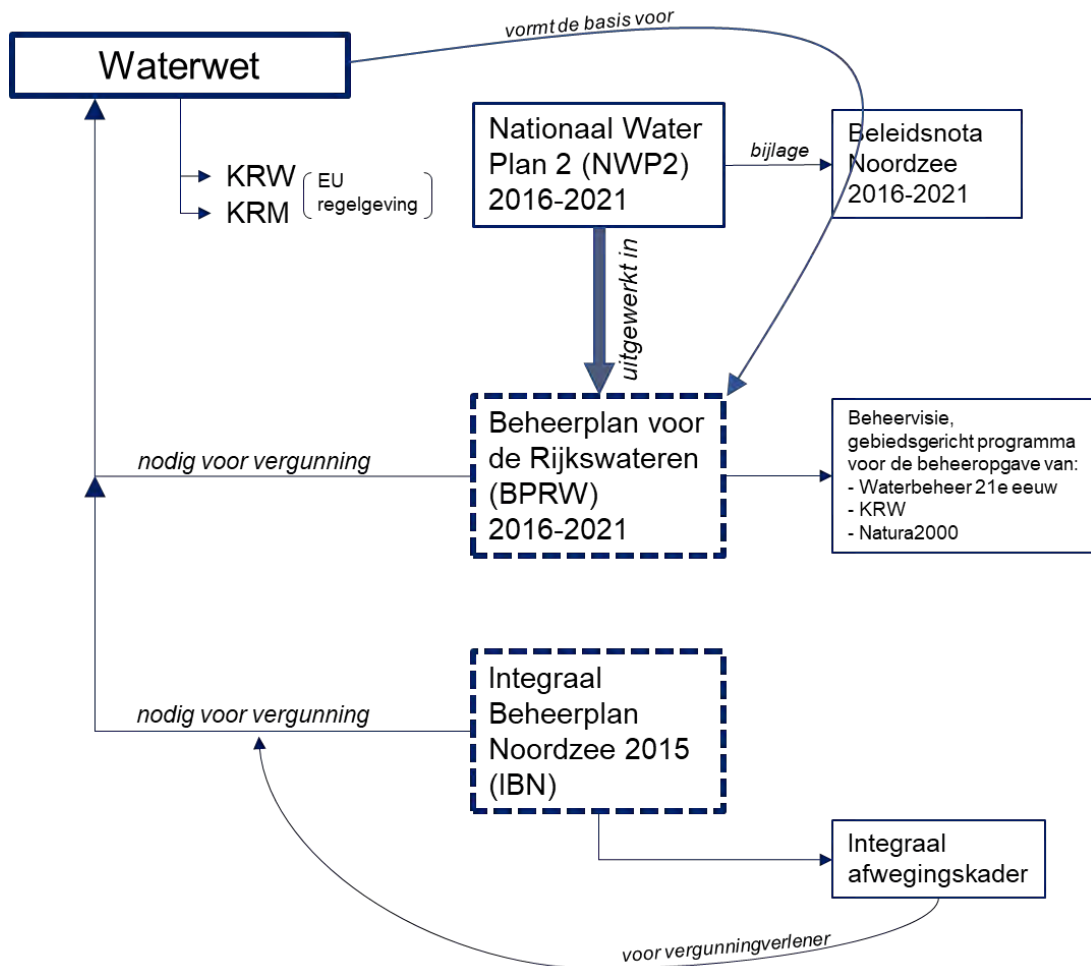 vormt de basis voor
Waterwet
Nationaal Water
Plan 2 (NWP2)
2016-2021
bijlage
Beleidsnota
Noordzee
2016-2021
KRW
KRM
EU
regelgeving
uitgewerkt in
Beheerplan voor
de Rijkswateren
(BPRW)
2016-2021
nodig voor vergunning
Beheervisie,
gebiedsgericht programma
voor de beheeropgave van:
- Waterbeheer 21e eeuw
- KRW
- Natura2000
Integraal
Beheerplan
Noordzee 2015
(IBN)
nodig voor vergunning
Integraal
afwegingskader
voor vergunningverlener